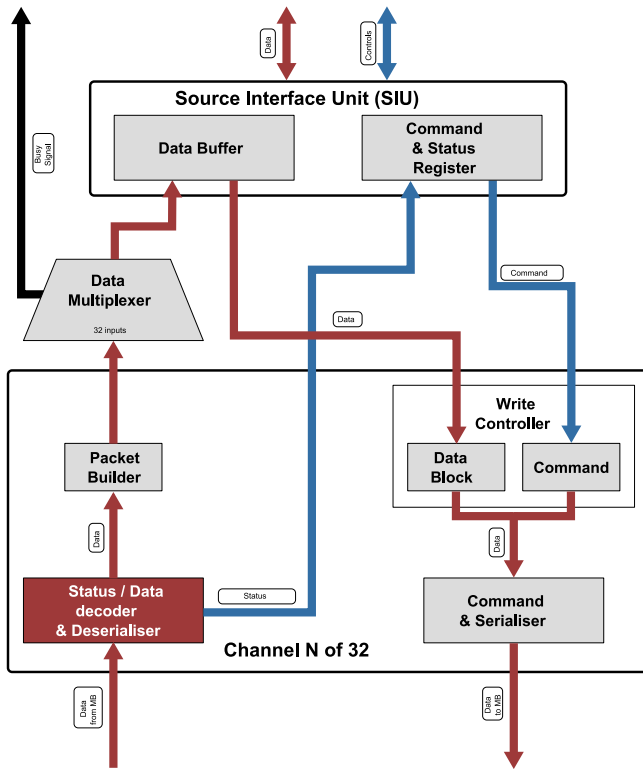 Data
Controls
Source Interface Unit (SIU)
Data Buffer
Command
& Status
Register
Busy
Signal
Data
Multiplexer
32 inputs
Command
Data
Write
Controller
Packet
Builder
Data
Block
Command
Data
Data
Status / Data
decoder
& Deserialiser
Status
Command
& Serialiser
Channel N of 32
Data
from MB
Data
to MB